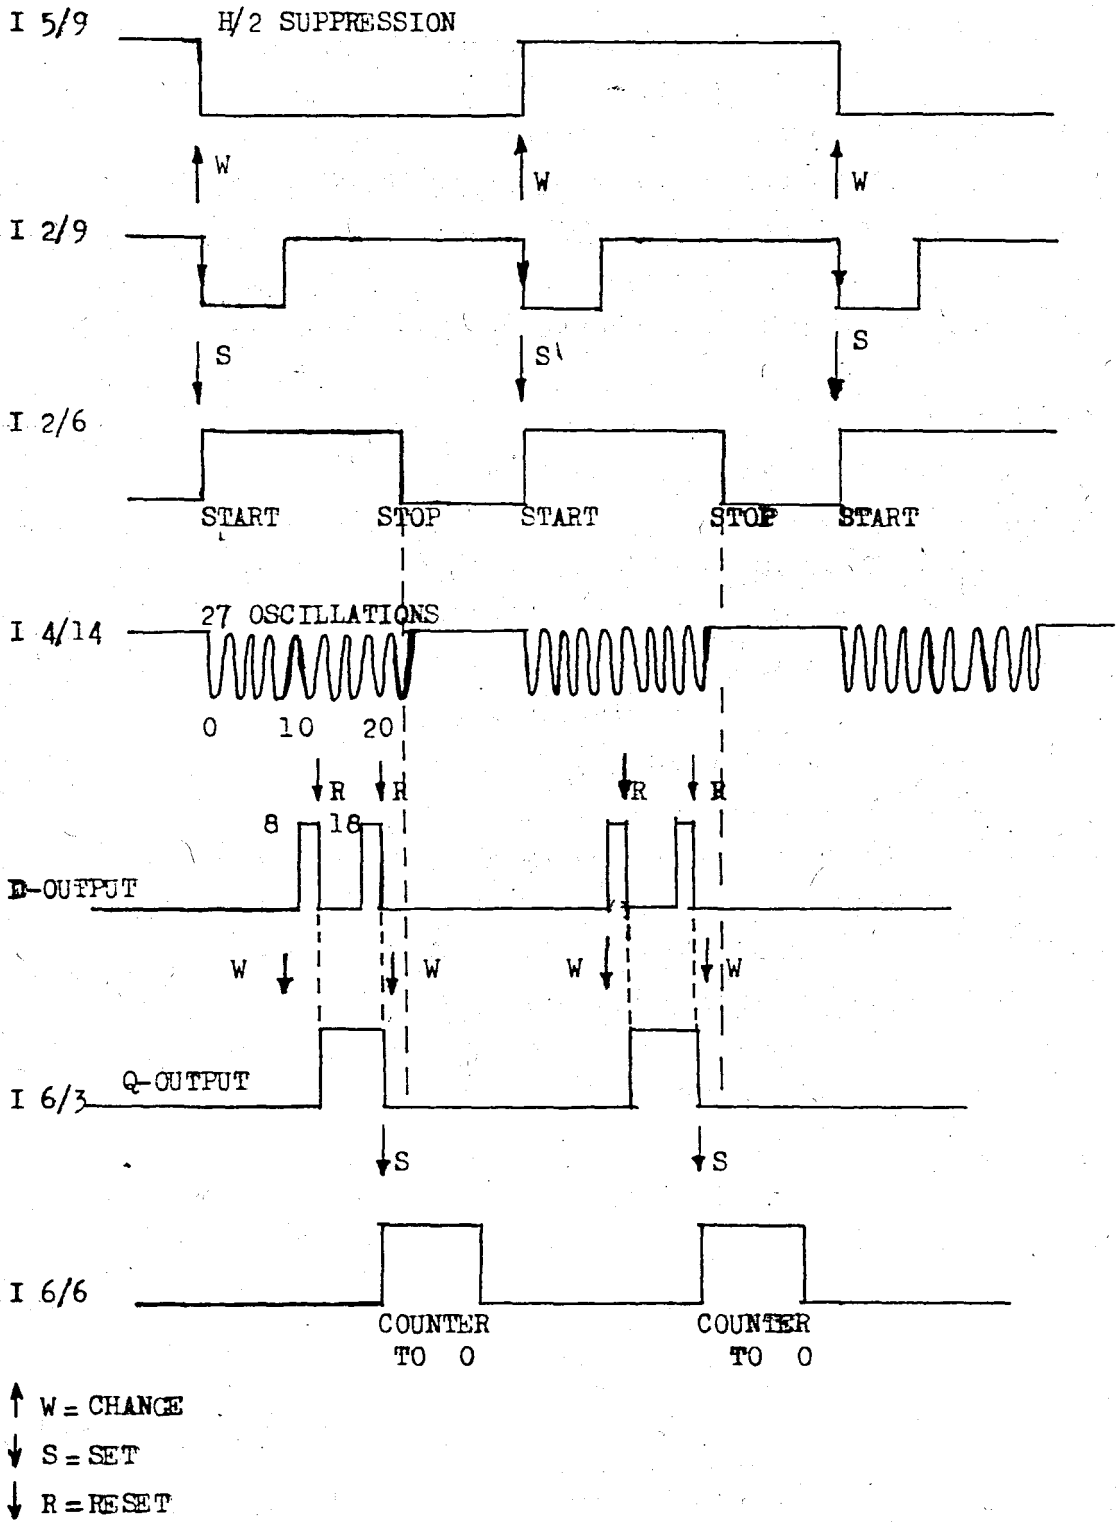 I 5/9 H/2 SUPPRESSION
W W W
I 2/9
S S S
I 2/6
START STOP START STOP START
27 OSCILLATIONS
I 4/14
0 10 20
R R R R
8 18
D-OUTPUT
W W W W
Q-OUTPUT
I 6/3
S S
I 6/6
COUNTER TO 0
COUNTER TO 0
W = CHANGE
S = SET
R = RESET